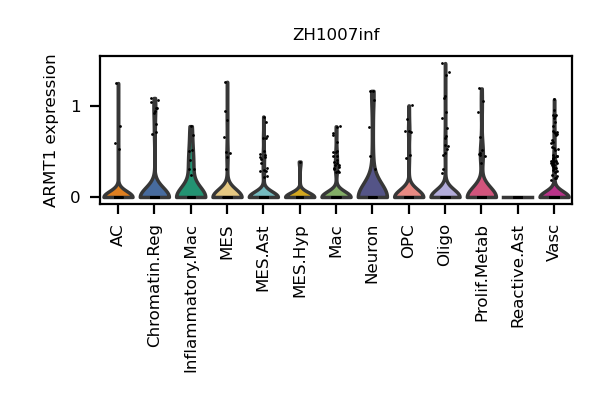 ZH1007inf
ARMT1 expression
1
0
AC
Chromatin.Reg
Inflammatory.Mac
MES
MES.Ast
MES.Hyp
Mac
Neuron
OPC
Oligo
Prolif.Metab
Reactive.Ast
Vasc